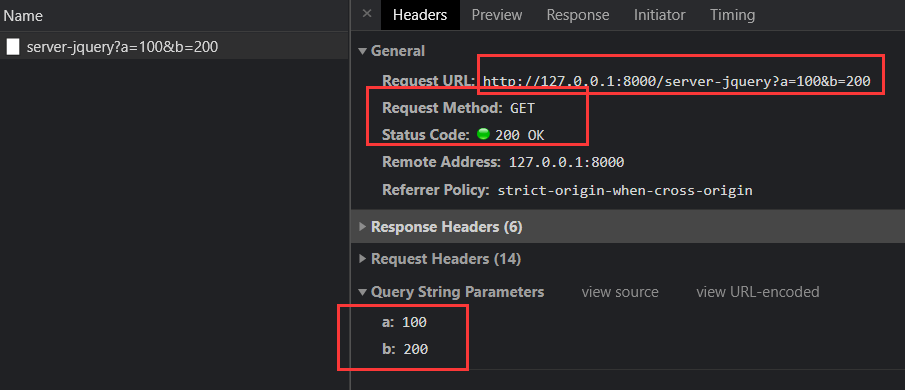 Name
server-jquery?a=100&b=200
× Headers Preview Response Initiator Timing
General
Request URL: http://127.0.0.1:8000/server-jquery?a=100&b=200
Request Method: GET
Status Code: 200 OK
Remote Address: 127.0.0.1:8000
Referrer Policy: strict-origin-when-cross-origin
Response Headers (6)
Request Headers (14)
Query String Parameters view source view URL-encoded
a: 100
b: 200